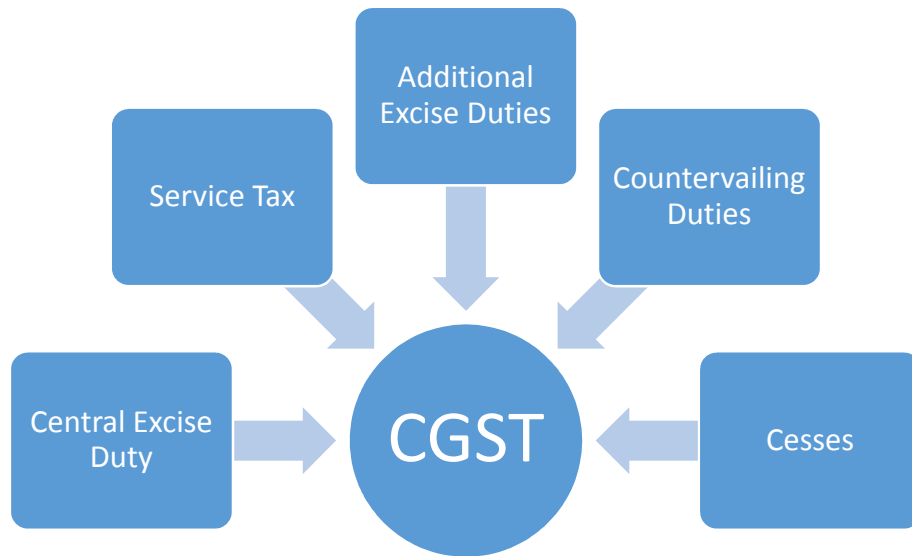 Additional
Excise Duties
Service Tax
Countervailing
Duties
Central Excise
Duty
CGST
Cesses